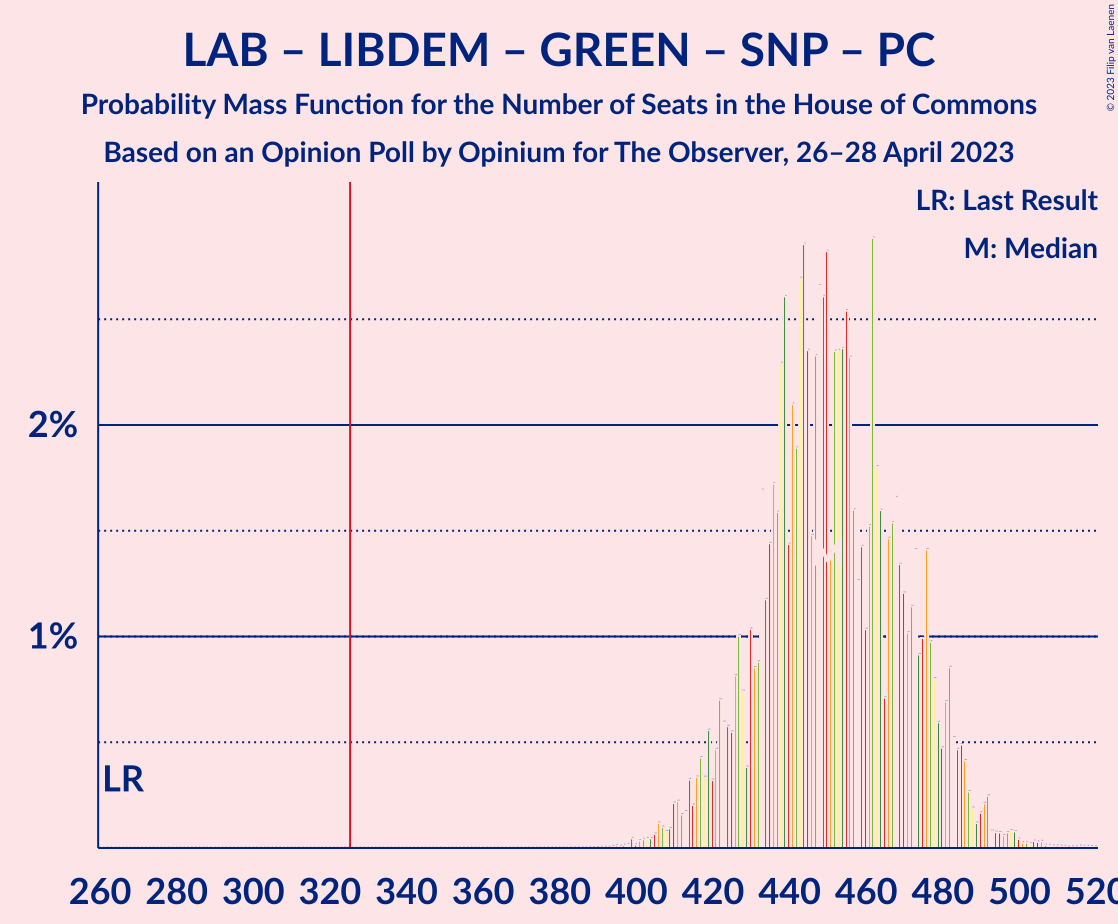 LAB – LIBDEM – GREEN – SNP – PC
Probability Mass Function for the Number of Seats in the House of Commons
Based on an Opinion Poll by Opinium for The Observer, 26–28 April 2023
© 2023 Filip van Laenen
LR: Last Result
M: Median
2%
1%
LR
260 280 300 320 340 360 380 400 420 440 460 480 500 520